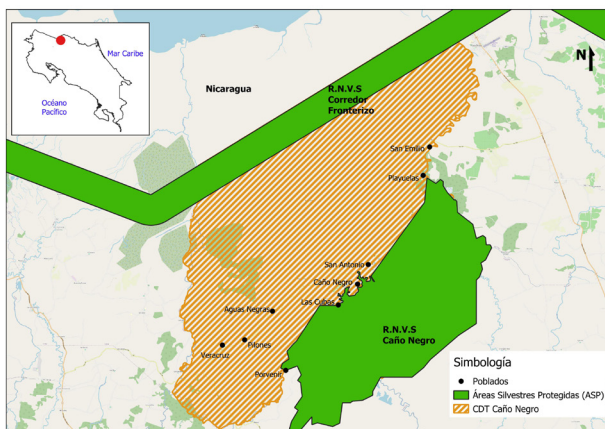 Mar Caribe
Océano
Pacífico
Nicaragua
R.N.V.S
Corredor
Fronterizo
N
San Emilio
Playuelas
San Antonio
Caño Negro
Las Cubas
Aguas Negras
R.N.V.S
Caño Negro
Veracruz
Pilones
Porvenir
Simbología
Poblados
Áreas Silvestres Protegidas (ASP)
CDT Caño Negro